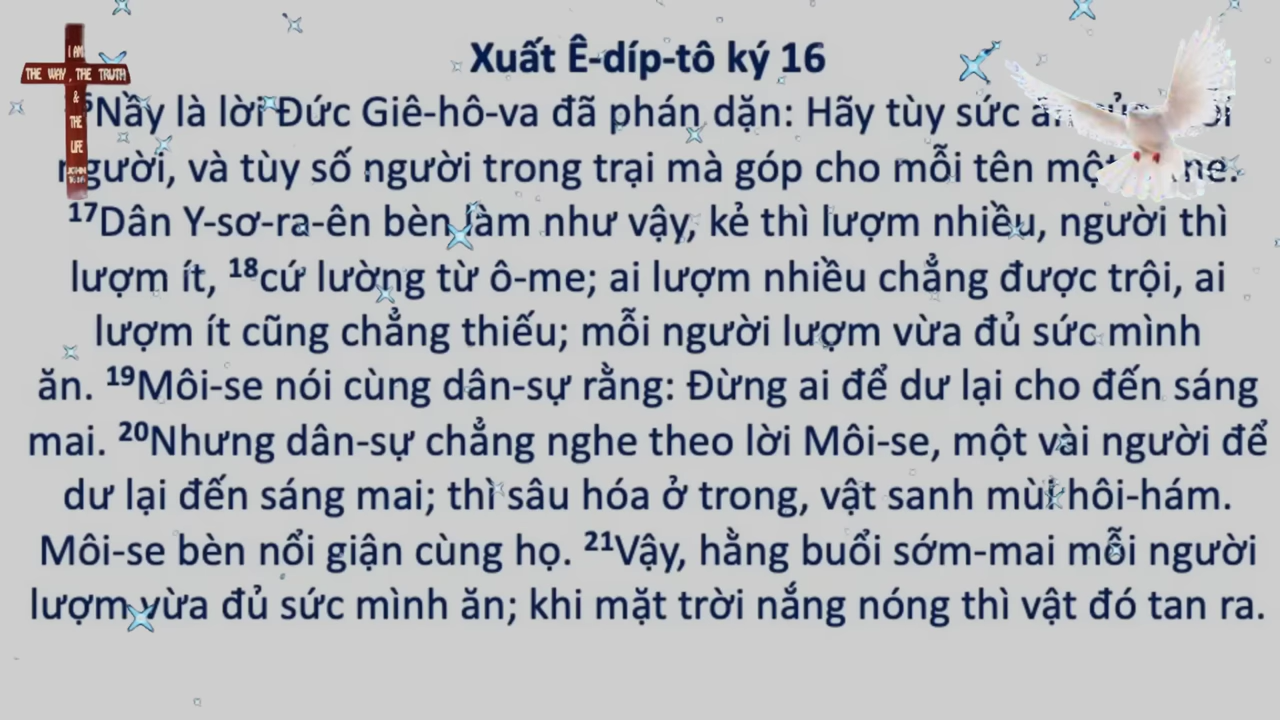 I AM
THE WAY, THE TRUTH
&
THE
LIFE
Xuất Ê-díp-tô ký 16
Nầy là lời Đức Giê-hô-va đã phán dặn: Hãy tùy sức
người, và tùy số người trong trại mà góp cho mỗi tên một
¹⁷Dân Y-sơ-ra-ên bèn làm như vậy, kẻ thì lượm nhiều, người thì
lượm ít, ¹⁸cứ lường từ ô-me; ai lượm nhiều chẳng được trội, ai
lượm ít cũng chẳng thiếu; mỗi người lượm vừa đủ sức mình
ăn. ¹⁹Môi-se nói cùng dân-sự rằng: Đừng ai để dư lại cho đến sáng
mai. ²⁰Nhưng dân-sự chẳng nghe theo lời Môi-se, một vài người để
dư lại đến sáng mai; thì sâu hóa ở trong, vật sanh mùi hôi-hám.
Môi-se bèn nổi giận cùng họ. ²¹Vậy, hằng buổi sớm-mai mỗi người
lượm vừa đủ sức mình ăn; khi mặt trời nắng nóng thì vật đó tan ra.